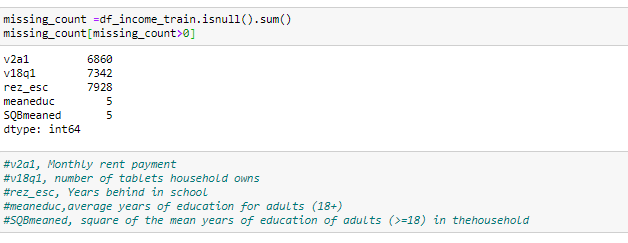 missing_count =df_income_train.isnull().sum()
missing_count[missing_count>0]
v2a1 6860
v18q1 7342
rez_esc 7928
meaneduc 5
SQBmeaned 5
dtype: int64
#v2a1, Monthly rent payment
#v18q1, number of tablets household owns
#rez_esc, Years behind in school
#meaneduc,average years of education for adults (18+)
#SQBmeaned, square of the mean years of education of adults (>=18) in thehousehold